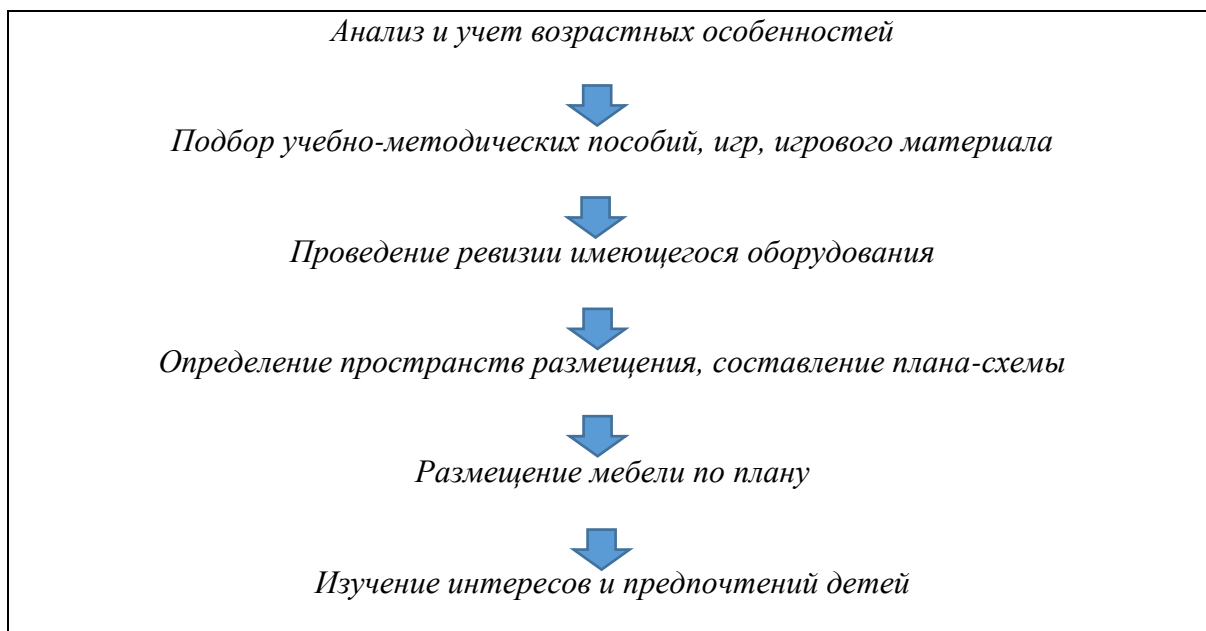 Анализ и учет возрастных особенностей
Подбор учебно-методических пособий, игр, игрового материала
Проведение ревизии имеющегося оборудования
Определение пространств размещения, составление плана-схемы
Размещение мебели по плану
Изучение интересов и предпочтений детей